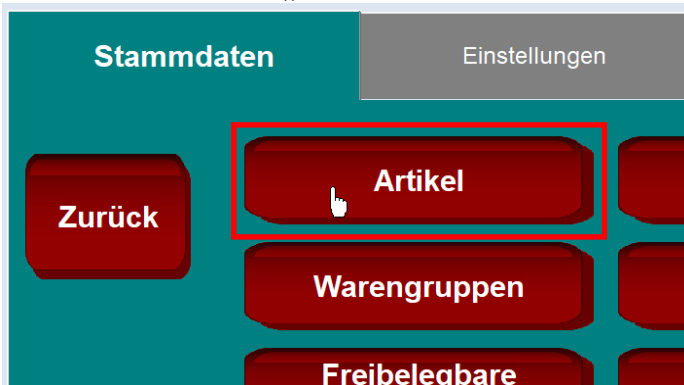 Stammdaten
Einstellungen
Artikel
Zurück
Warengruppen
Freibelegbare